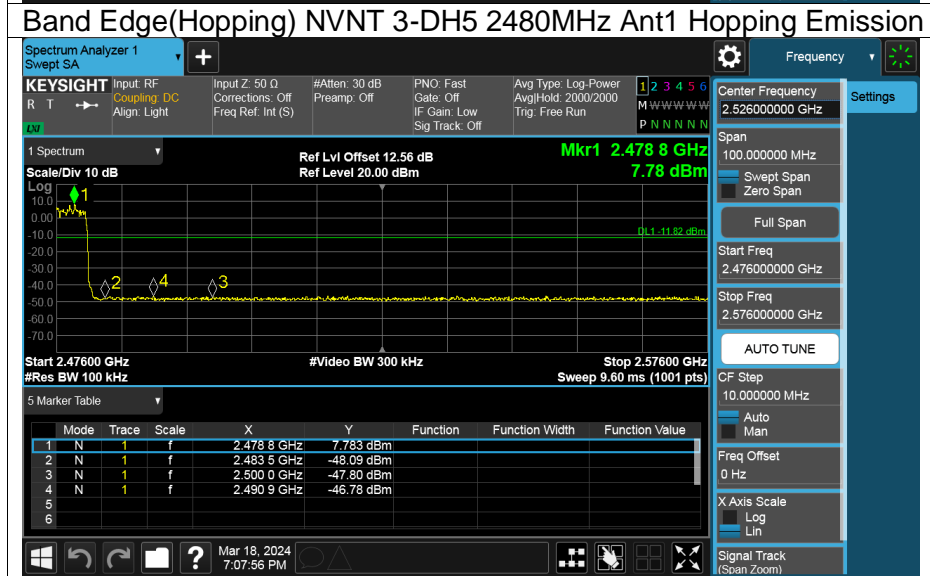 Band Edge(Hopping) NVNT 3-DH5 2480MHz Ant1 Hopping Emission
Spectrum Analyzer 1
Swept SA
+
Frequency
KEYSIGHT
R T
LXI
Input: RF
Coupling: DC
Align: Light
Input Z: 50 Ω
Corrections: Off
Freq Ref: Int (S)
#Atten: 30 dB
Preamp: Off
PNO: Fast
Gate: Off
IF Gain: Low
Sig Track: Off
Avg Type: Log-Power
Avg|Hold: 2000/2000
Trig: Free Run
1 2 3 4 5 6
M W W W W W
P N N N N N
1 Spectrum
Scale/Div 10 dB
Ref Lvl Offset 12.56 dB
Ref Level 20.00 dBm
Mkr1 2.478 8 GHz
7.78 dBm
Log
10.0
0.00
-10.0
-20.0
-30.0
-40.0
-50.0
-60.0
-70.0
1
2
4
3
DL1 -11.82 dBm
Start 2.47600 GHz
#Res BW 100 kHz
#Video BW 300 kHz
Stop 2.57600 GHz
Sweep 9.60 ms (1001 pts)
5 Marker Table
Mode Trace Scale X Y Function Function Width Function Value
1 N 1 f 2.478 8 GHz 7.783 dBm
2 N 1 f 2.483 5 GHz -48.09 dBm
3 N 1 f 2.500 0 GHz -47.80 dBm
4 N 1 f 2.490 9 GHz -46.78 dBm
5
6
?
Mar 18, 2024
7:07:56 PM
Center Frequency
2.526000000 GHz
Settings
Span
100.000000 MHz
Swept Span
Zero Span
Full Span
Start Freq
2.476000000 GHz
Stop Freq
2.576000000 GHz
AUTO TUNE
CF Step
10.000000 MHz
Auto
Man
Freq Offset
0 Hz
X Axis Scale
Log
Lin
Signal Track
(Span Zoom)